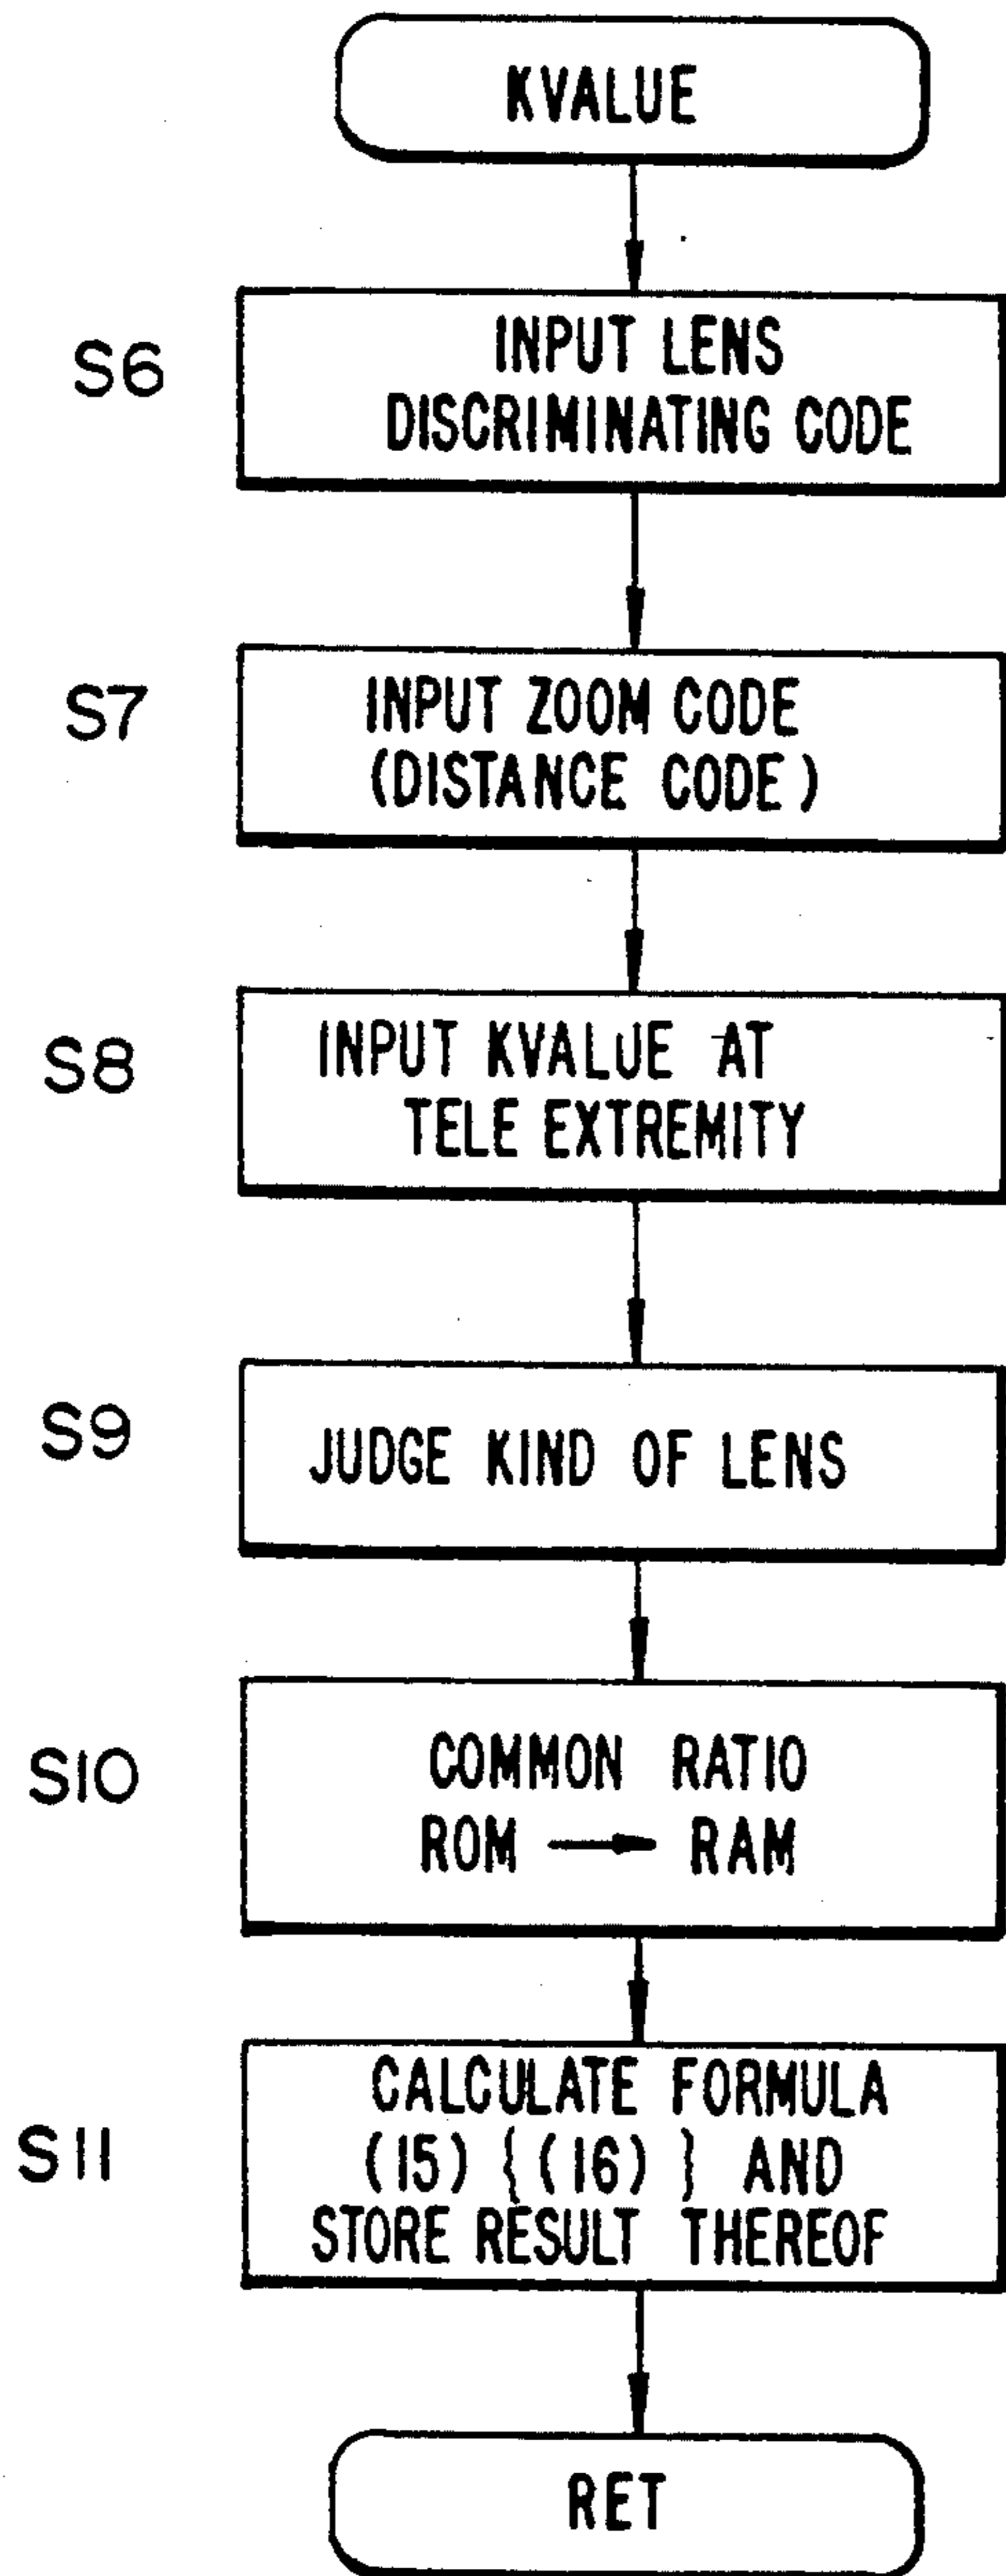 KVALUE
S6
INPUT LENS
DISCRIMINATING CODE
S7
INPUT ZOOM CODE
(DISTANCE CODE)
S8
INPUT KVALUE AT
TELE EXTREMITY
S9
JUDGE KIND OF LENS
S10
COMMON RATIO
ROM → RAM
S11
CALCULATE FORMULA
(15) {(16)} AND
STORE RESULT THEREOF
RET